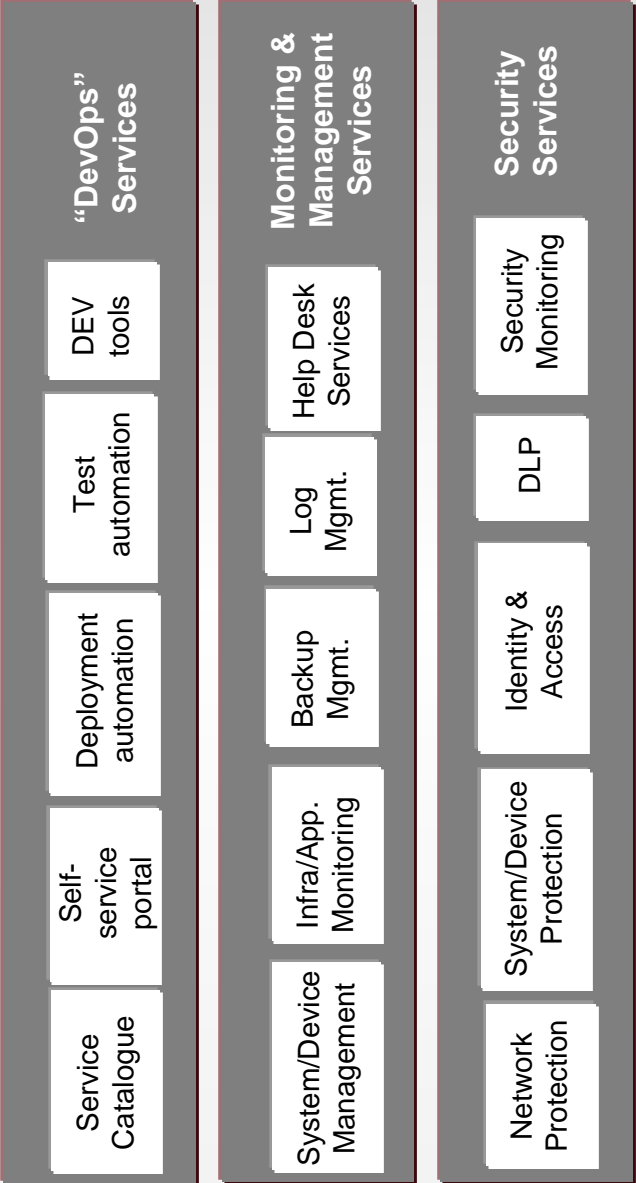 “DevOps”
Services
DEV
tools
Test
automation
Deployment
automation
Self-
service
portal
Service
Catalogue
Monitoring &
Management
Services
Help Desk
Services
Log
Mgmt.
Backup
Mgmt.
Infra/App.
Monitoring
System/Device
Management
Security
Services
Security
Monitoring
DLP
Identity &
Access
System/Device
Protection
Network
Protection